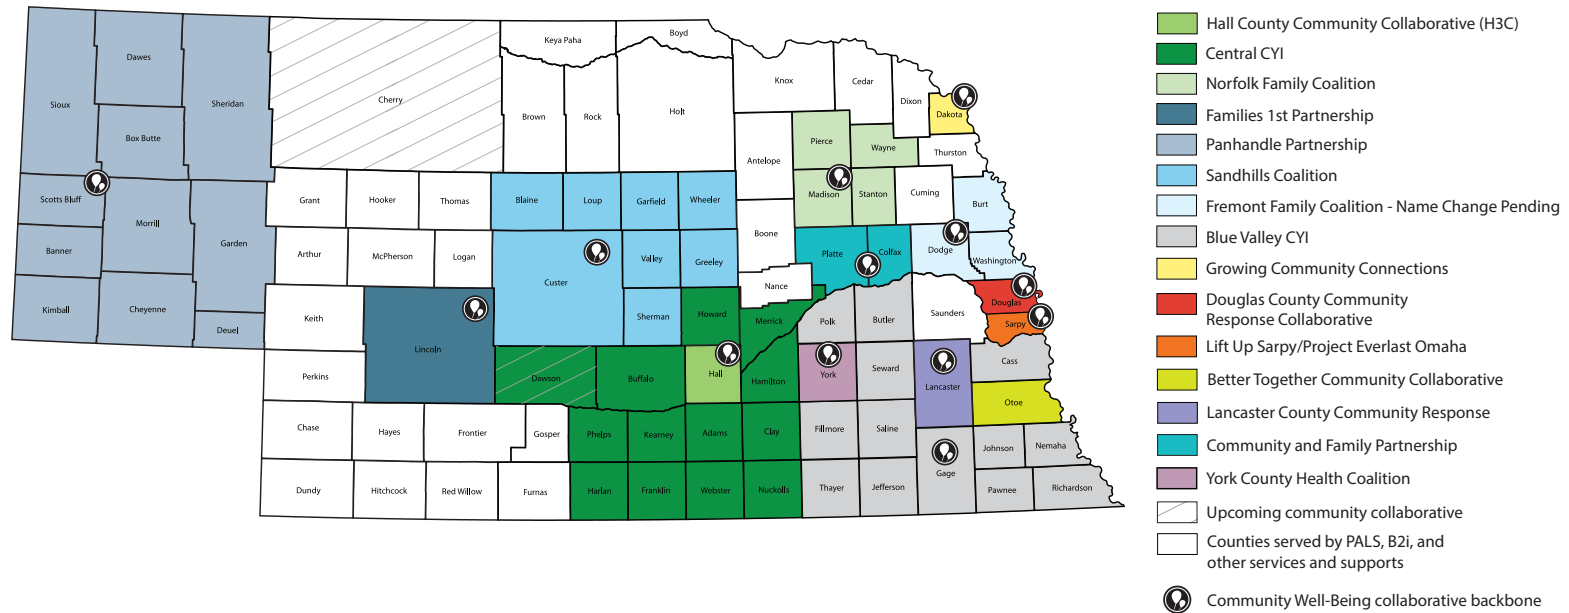 Sioux
Dawes
Sheridan
Box Butte
Scotts Bluff
Morrill
Garden
Banner
Kimball
Cheyenne
Deuel
Cherry
Keya Paha
Boyd
Brown
Rock
Holt
Knox
Cedar
Dixon
Dakota
Antelope
Pierce
Wayne
Thurston
Madison
Stanton
Cuming
Burt
Grant
Hooker
Thomas
Blaine
Loup
Garfield
Wheeler
Boone
Arthur
McPherson
Logan
Custer
Valley
Greeley
Platte
Colfax
Dodge
Washington
Nance
Keith
Lincoln
Sherman
Howard
Merrick
Polk
Butler
Saunders
Douglas
Sarpy
Perkins
Dawson
Buffalo
Hall
Hamilton
York
Seward
Lancaster
Cass
Otoe
Chase
Hayes
Frontier
Gosper
Phelps
Kearney
Adams
Clay
Fillmore
Saline
Gage
Johnson
Nemaha
Dundy
Hitchcock
Red Willow
Furnas
Harlan
Franklin
Webster
Nuckolls
Thayer
Jefferson
Pawnee
Richardson
Hall County Community Collaborative (H3C)
Central CYI
Norfolk Family Coalition
Families 1st Partnership
Panhandle Partnership
Sandhills Coalition
Fremont Family Coalition - Name Change Pending
Blue Valley CYI
Growing Community Connections
Douglas County Community
Response Collaborative
Lift Up Sarpy/Project Everlast Omaha
Better Together Community Collaborative
Lancaster County Community Response
Community and Family Partnership
York County Health Coalition
Upcoming community collaborative
Counties served by PALS, B2i, and
other services and supports
Community Well-Being collaborative backbone